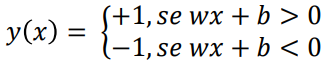 y(x) = { +1, se wx + b > 0
−1, se wx + b < 0